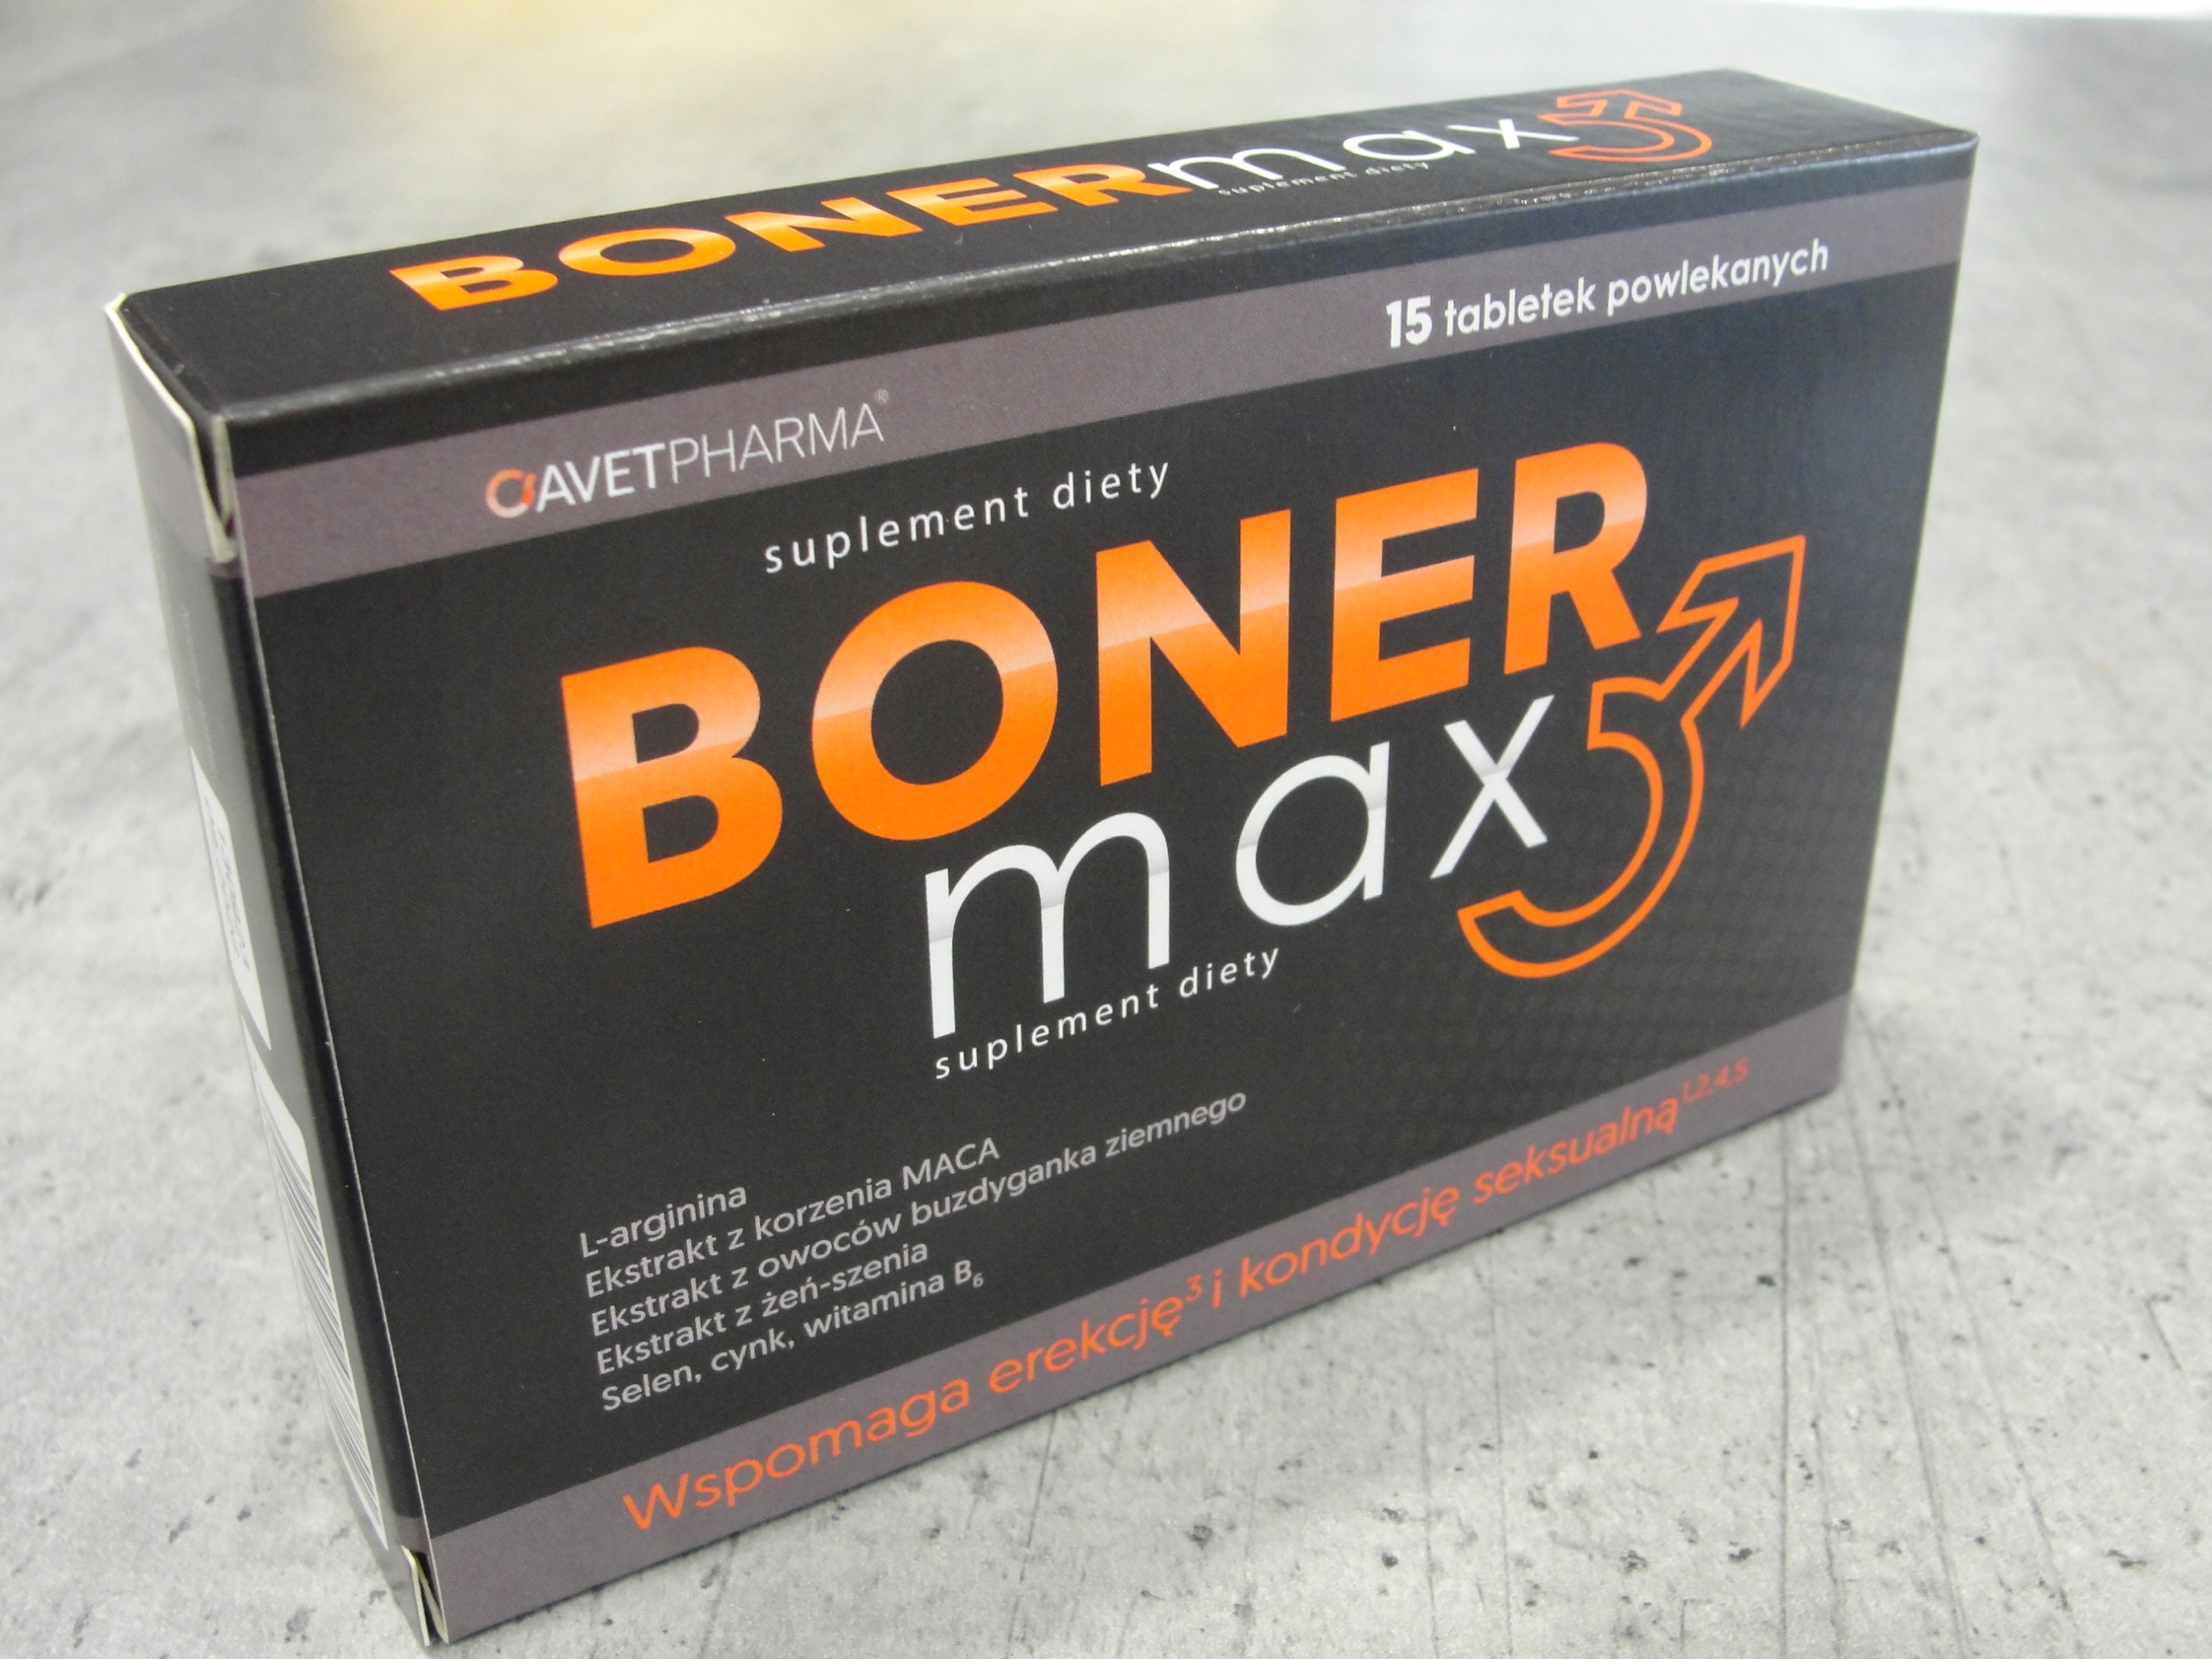 BONERmax
suplement diety
15 tabletek powlekanych
AVETPHARMA®
suplement diety
BONER
max
suplement diety
L-arginina
Ekstrakt z korzenia MACA
Ekstrakt z owoców buzdyganka ziemnego
Ekstrakt z żeń-szenia
Selen, cynk, witamina B₆
Wspomaga erekcję³ i kondycję seksualną¹,²,⁴,⁵